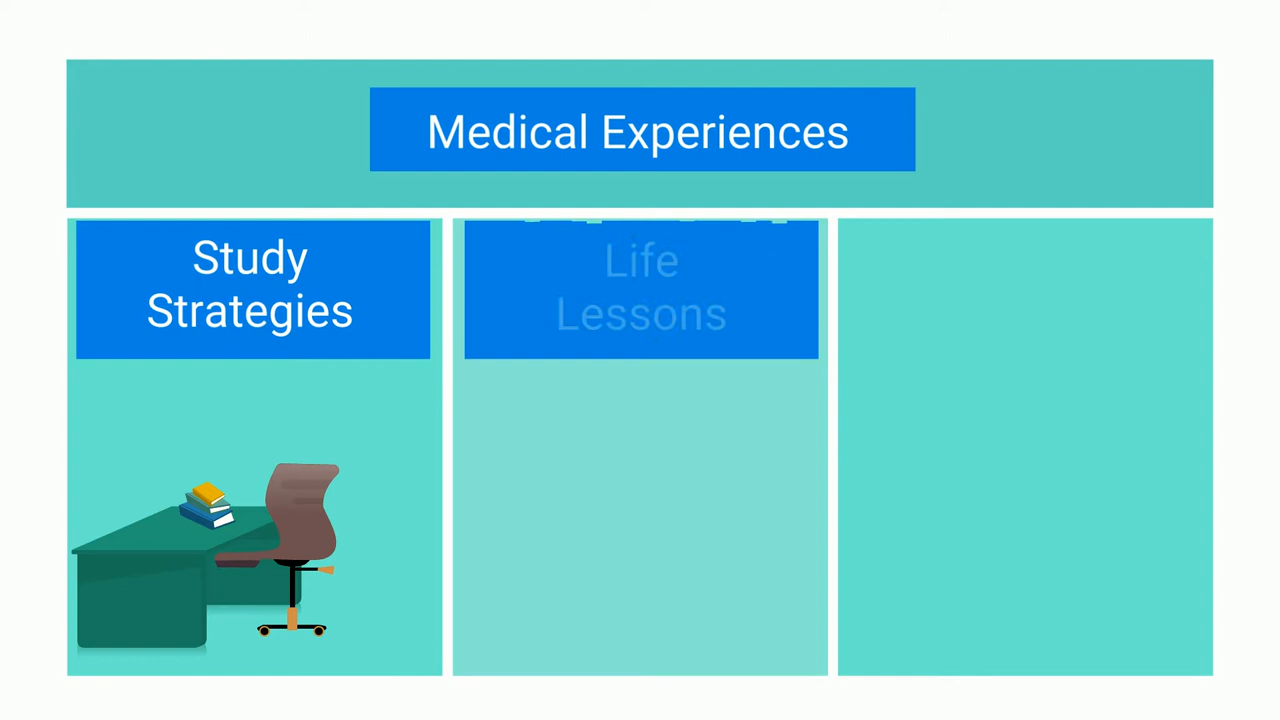 Medical Experiences
Study
Strategies
Life
Lessons